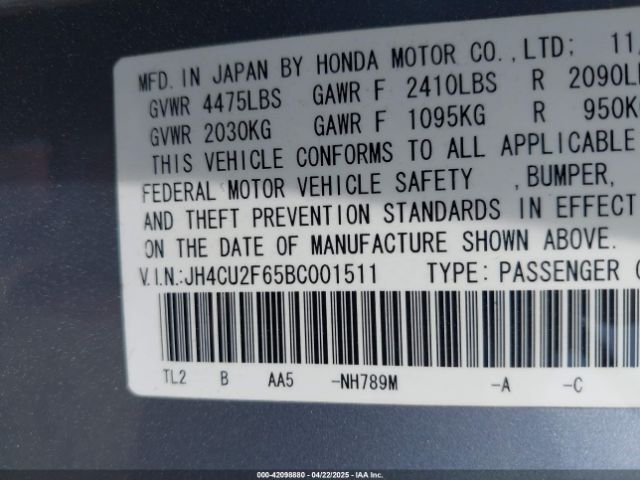 MFD. IN JAPAN BY HONDA MOTOR CO.,LTD; 11
GVWR 4475LBS GAWR F 2410LBS R 2090L
GVWR 2030KG GAWR F 1095KG R 950K
THIS VEHICLE CONFORMS TO ALL APPLICABLE
FEDERAL MOTOR VEHICLE SAFETY ,BUMPER,
AND THEFT PREVENTION STANDARDS IN EFFECT
ON THE DATE OF MANUFACTURE SHOWN ABOVE.
V.I.N.:JH4CU2F65BC001511 TYPE: PASSENGER C
TL2 B AA5 -NH789M -A -C
000-42098880 - 04/22/2025 - IAA Inc.